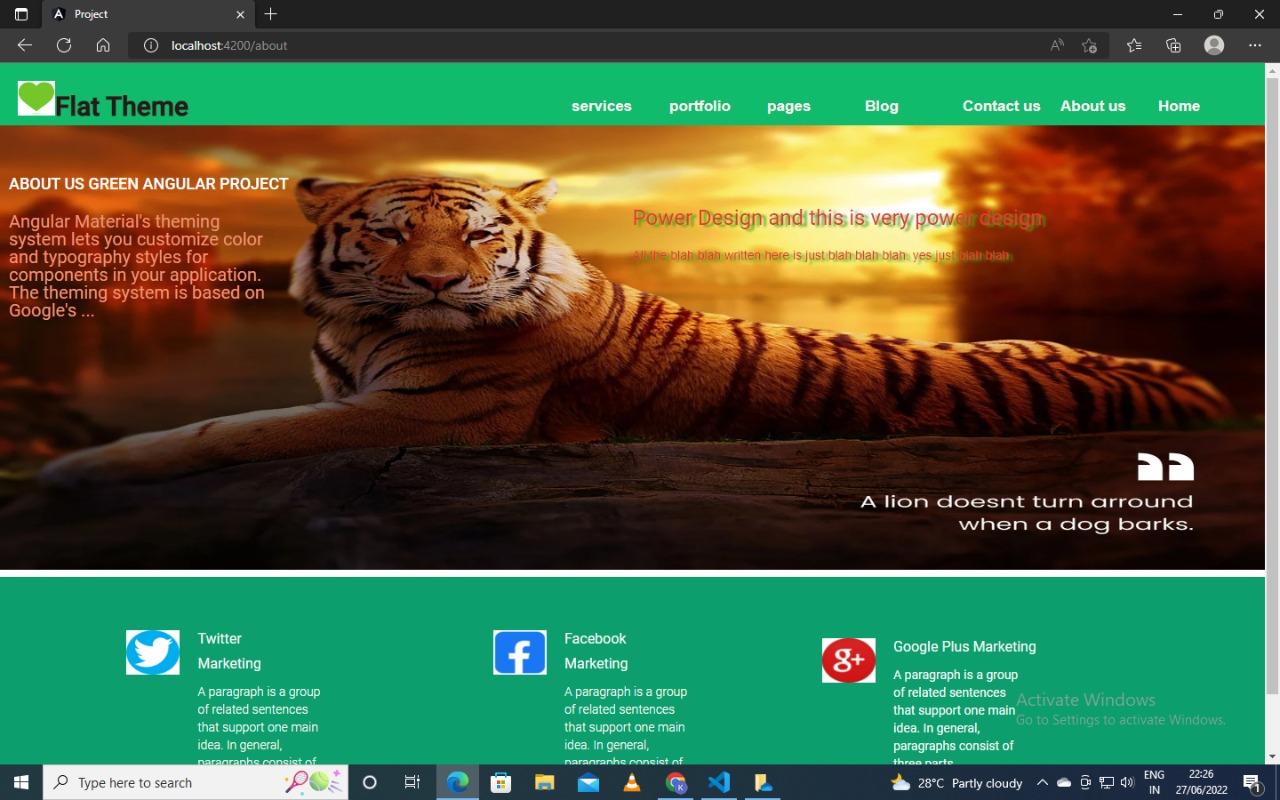 Project
localhost:4200/about
Flat Theme
services portfolio pages Blog Contact us About us Home
ABOUT US GREEN ANGULAR PROJECT
Angular Material's theming
system lets you customize color
and typography styles for
components in your application.
The theming system is based on
Google's ...
Power Design and this is very power design
All the blah blah written here is just blah blah blah. yes just blah blah
A lion doesnt turn arround
when a dog barks.
Twitter
Marketing
A paragraph is a group
of related sentences
that support one main
idea. In general,
paragraphs consist of
Facebook
Marketing
A paragraph is a group
of related sentences
that support one main
idea. In general,
paragraphs consist of
g+
Google Plus Marketing
A paragraph is a group
of related sentences
that support one main
idea. In general,
paragraphs consist of
three parts
Activate Windows
Go to Settings to activate Windows.
Type here to search
28°C Partly cloudy
ENG
IN
22:26
27/06/2022
1